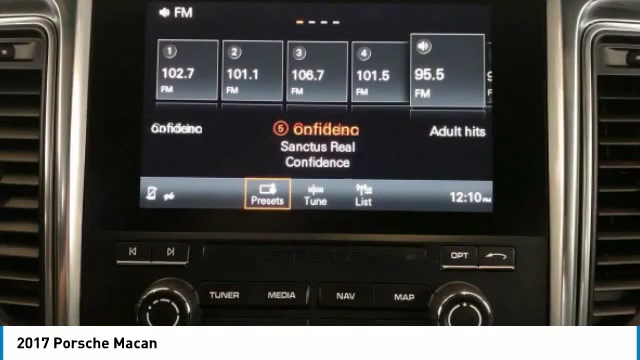 FM
1 2 3 4
102.7 101.1 106.7 101.5 95.5
FM FM FM FM FM
5 Adult hits
Sanctus Real
Confidence
Presets Tune List 12:10
OPT
TUNER MEDIA NAV MAP
2017 Porsche Macan